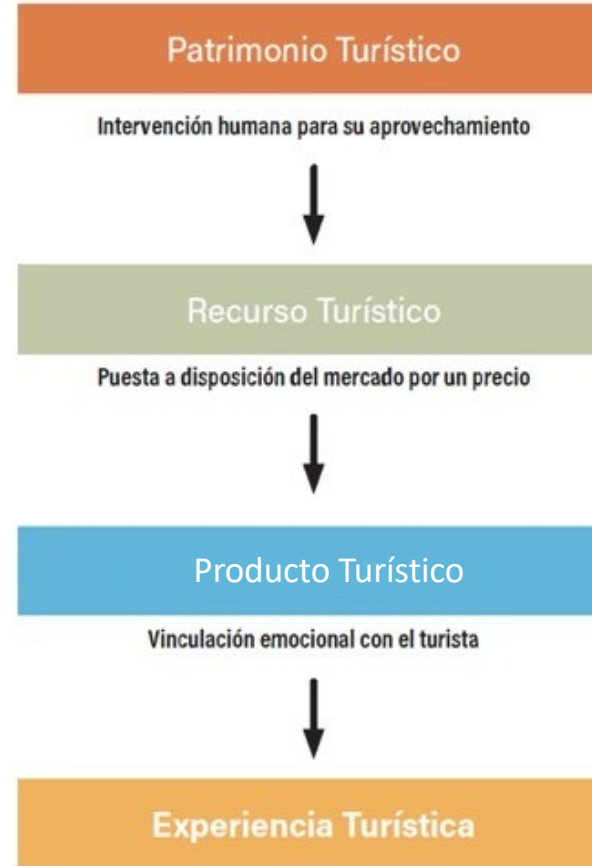 Patrimonio Turístico
Intervención humana para su aprovechamiento
Recurso Turístico
Puesta a disposición del mercado por un precio
Producto Turístico
Vinculación emocional con el turista
Experiencia Turística